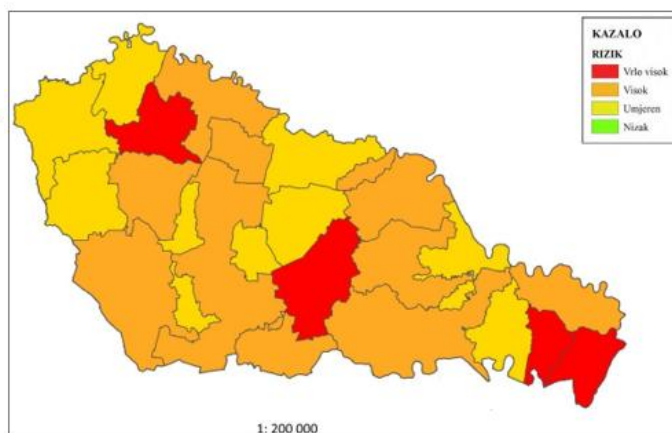 KAZALO
RIZIK
Vrlo visok
Visok
Umjeren
Nizak
1: 200 000